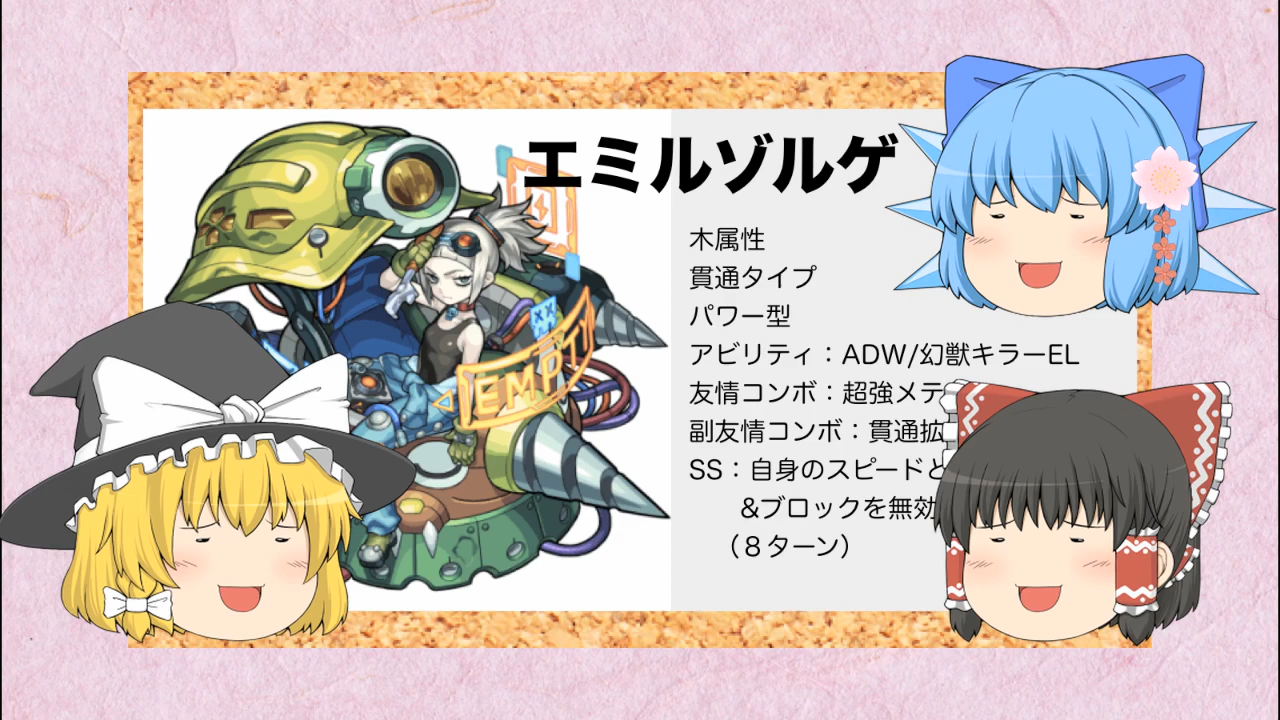 エミルゾルゲ
木属性
貫通タイプ
パワー型
アビリティ：ADW/幻獣キラーEL
友情コンボ：超強メテ
副友情コンボ：貫通拡
SS：自身のスピードと
&ブロックを無効
（８ターン）
EMPTY